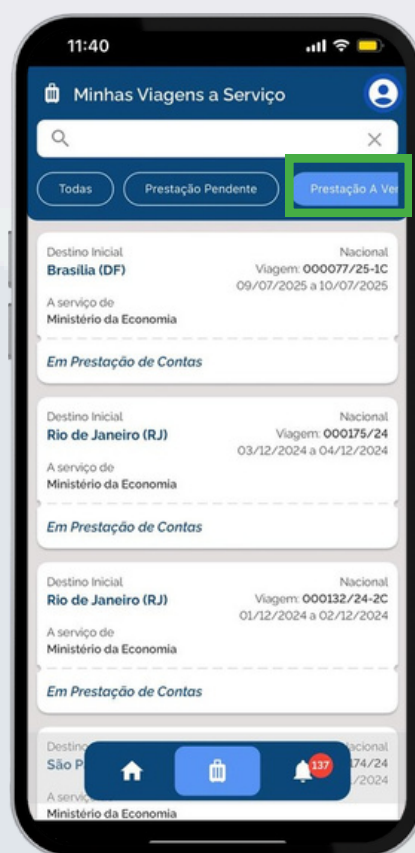 11:40
Minhas Viagens a Serviço
Todas
Prestação Pendente
Prestação A
Destino Inicial
Nacional
Brasília (DF)
Viagem: 000077/25-1C
09/07/2025 a 10/07/2025
A serviço de
Ministério da Economia
Em Prestação de Contas
Destino Inicial
Nacional
Rio de Janeiro (RJ)
Viagem: 000175/24
03/12/2024 a 04/12/2024
A serviço de
Ministério da Economia
Em Prestação de Contas
Destino Inicial
Nacional
Rio de Janeiro (RJ)
Viagem: 000132/24-2C
01/12/2024 a 02/12/2024
A serviço de
Ministério da Economia
Em Prestação de Contas
São
137
Ministério da Economia